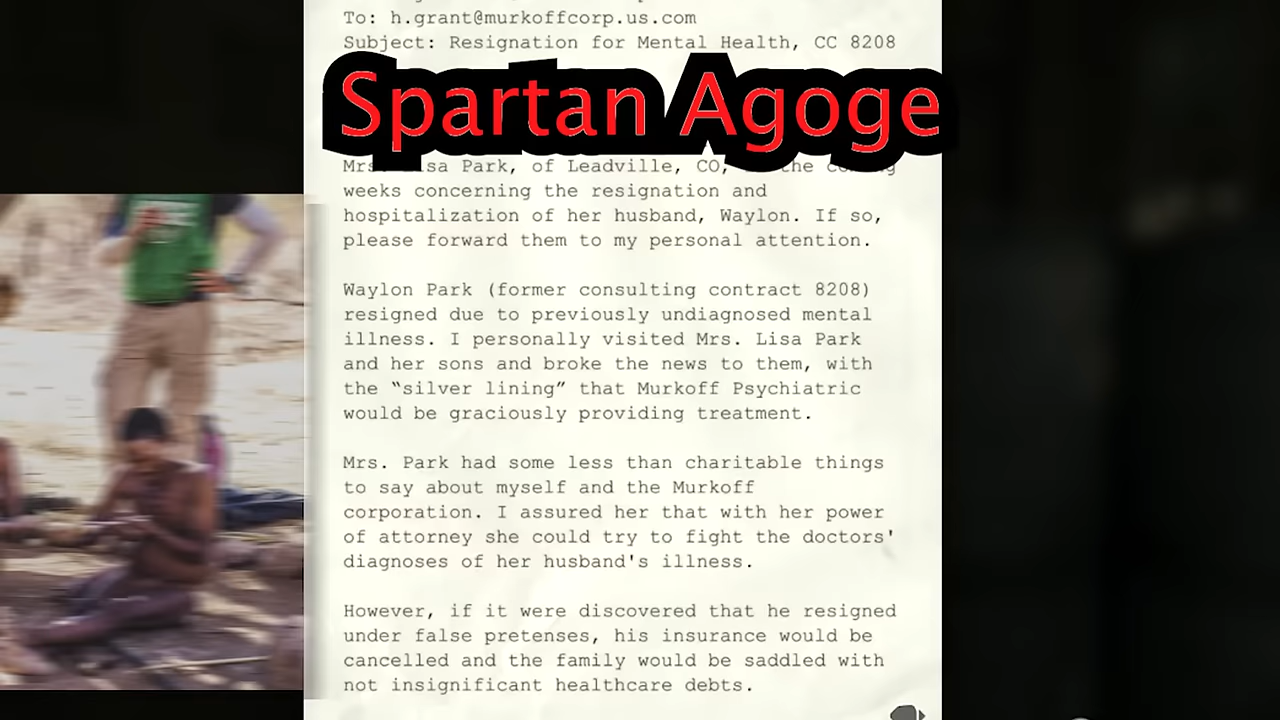 To: h.grant@murkoffcorp.us.com
Subject: Resignation for Mental Health, CC 8208
Spartan Agoge
Park, of Leadville, CO, the
weeks concerning the resignation and
hospitalization of her husband, Waylon. If so,
please forward them to my personal attention.
Waylon Park (former consulting contract 8208)
resigned due to previously undiagnosed mental
illness. I personally visited Mrs. Lisa Park
and her sons and broke the news to them, with
the “silver lining” that Murkoff Psychiatric
would be graciously providing treatment.
Mrs. Park had some less than charitable things
to say about myself and the Murkoff
corporation. I assured her that with her power
of attorney she could try to fight the doctors'
diagnoses of her husband's illness.
However, if it were discovered that he resigned
under false pretenses, his insurance would be
cancelled and the family would be saddled with
not insignificant healthcare debts.